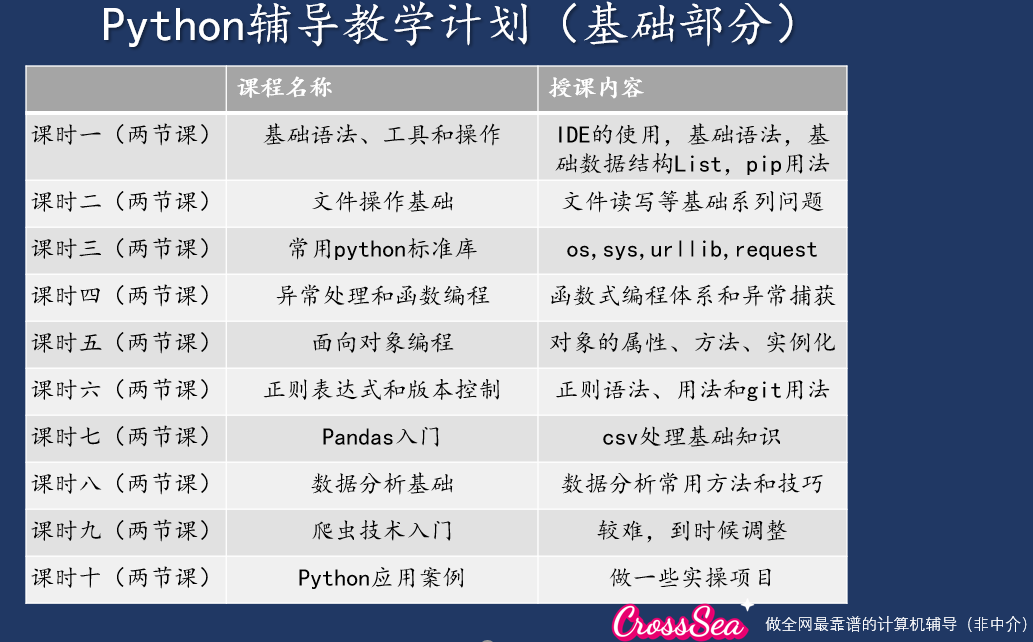 Python辅导教学计划（基础部分）
课程名称 授课内容
课时一（两节课） 基础语法、工具和操作 IDE的使用，基础语法，基
础数据结构List，pip用法
课时二（两节课） 文件操作基础 文件读写等基础系列问题
课时三（两节课） 常用python标准库 os,sys,urllib,request
课时四（两节课） 异常处理和函数编程 函数式编程体系和异常捕获
课时五（两节课） 面向对象编程 对象的属性、方法、实例化
课时六（两节课） 正则表达式和版本控制 正则语法、用法和git用法
课时七（两节课） Pandas入门 csv处理基础知识
课时八（两节课） 数据分析基础 数据分析常用方法和技巧
课时九（两节课） 爬虫技术入门 较难，到时候调整
课时十（两节课） Python应用案例 做一些实操项目
CrossSea 做全网最靠谱的计算机辅导（非中介）